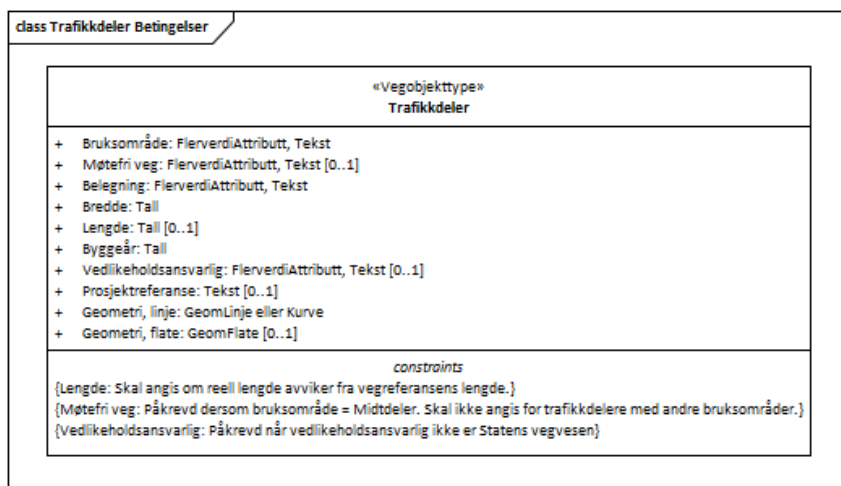 class Trafikkdeler Betingelser
«Vegobjekttype»
Trafikkdeler
+ Bruksområde: FlerverdiAttributt, Tekst
+ Møtefri veg: FlerverdiAttributt, Tekst [0..1]
+ Belegning: FlerverdiAttributt, Tekst
+ Bredde: Tall
+ Lengde: Tall [0..1]
+ Byggeår: Tall
+ Vedlikeholdsansvarlig: FlerverdiAttributt, Tekst [0..1]
+ Prosjektreferanse: Tekst [0..1]
+ Geometri, linje: GeomLinje eller Kurve
+ Geometri, flate: GeomFlate [0..1]
constraints
{Lengde: Skal angis om reell lengde avviker fra vegreferansens lengde.}
{Møtefri veg: Påkrevd dersom bruksområde = Midtdeler. Skal ikke angis for trafikkdelere med andre bruksområder.}
{Vedlikeholdsansvarlig: Påkrevd når vedlikeholdsansvarlig ikke er Statens vegvesen}